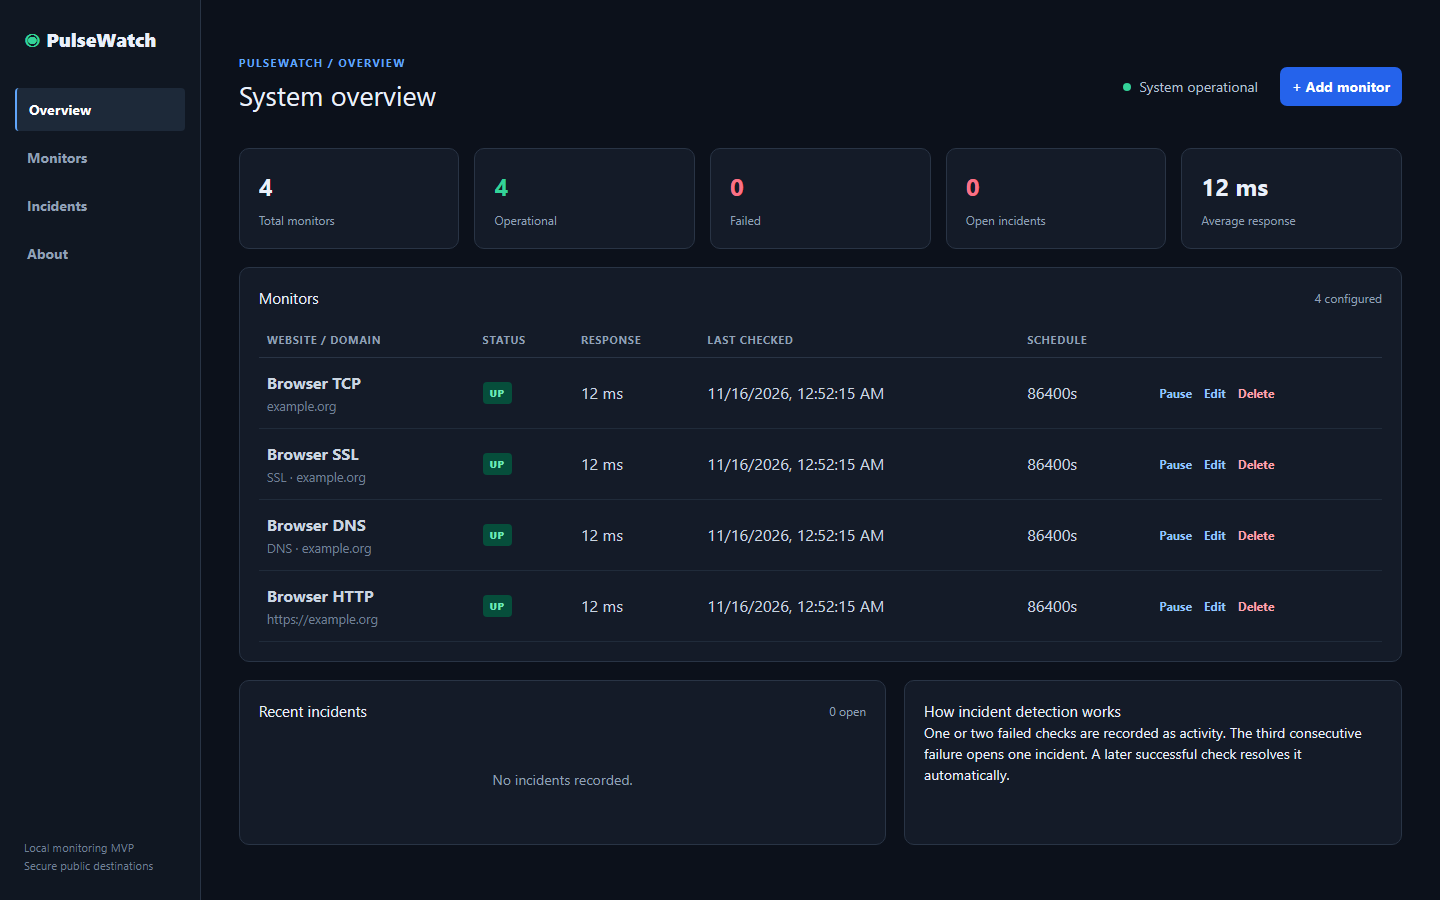 PulseWatch
Overview
Monitors
Incidents
About
Local monitoring MVP
Secure public destinations
PULSEWATCH / OVERVIEW
System overview
System operational
+ Add monitor
4
Total monitors
4
Operational
0
Failed
0
Open incidents
12 ms
Average response
Monitors
4 configured
WEBSITE / DOMAIN STATUS RESPONSE LAST CHECKED SCHEDULE
Browser TCP
example.org
UP 12 ms 11/16/2026, 12:52:15 AM 86400s Pause Edit Delete
Browser SSL
SSL · example.org
UP 12 ms 11/16/2026, 12:52:15 AM 86400s Pause Edit Delete
Browser DNS
DNS · example.org
UP 12 ms 11/16/2026, 12:52:15 AM 86400s Pause Edit Delete
Browser HTTP
https://example.org
UP 12 ms 11/16/2026, 12:52:15 AM 86400s Pause Edit Delete
Recent incidents
0 open
No incidents recorded.
How incident detection works
One or two failed checks are recorded as activity. The third consecutive
failure opens one incident. A later successful check resolves it
automatically.